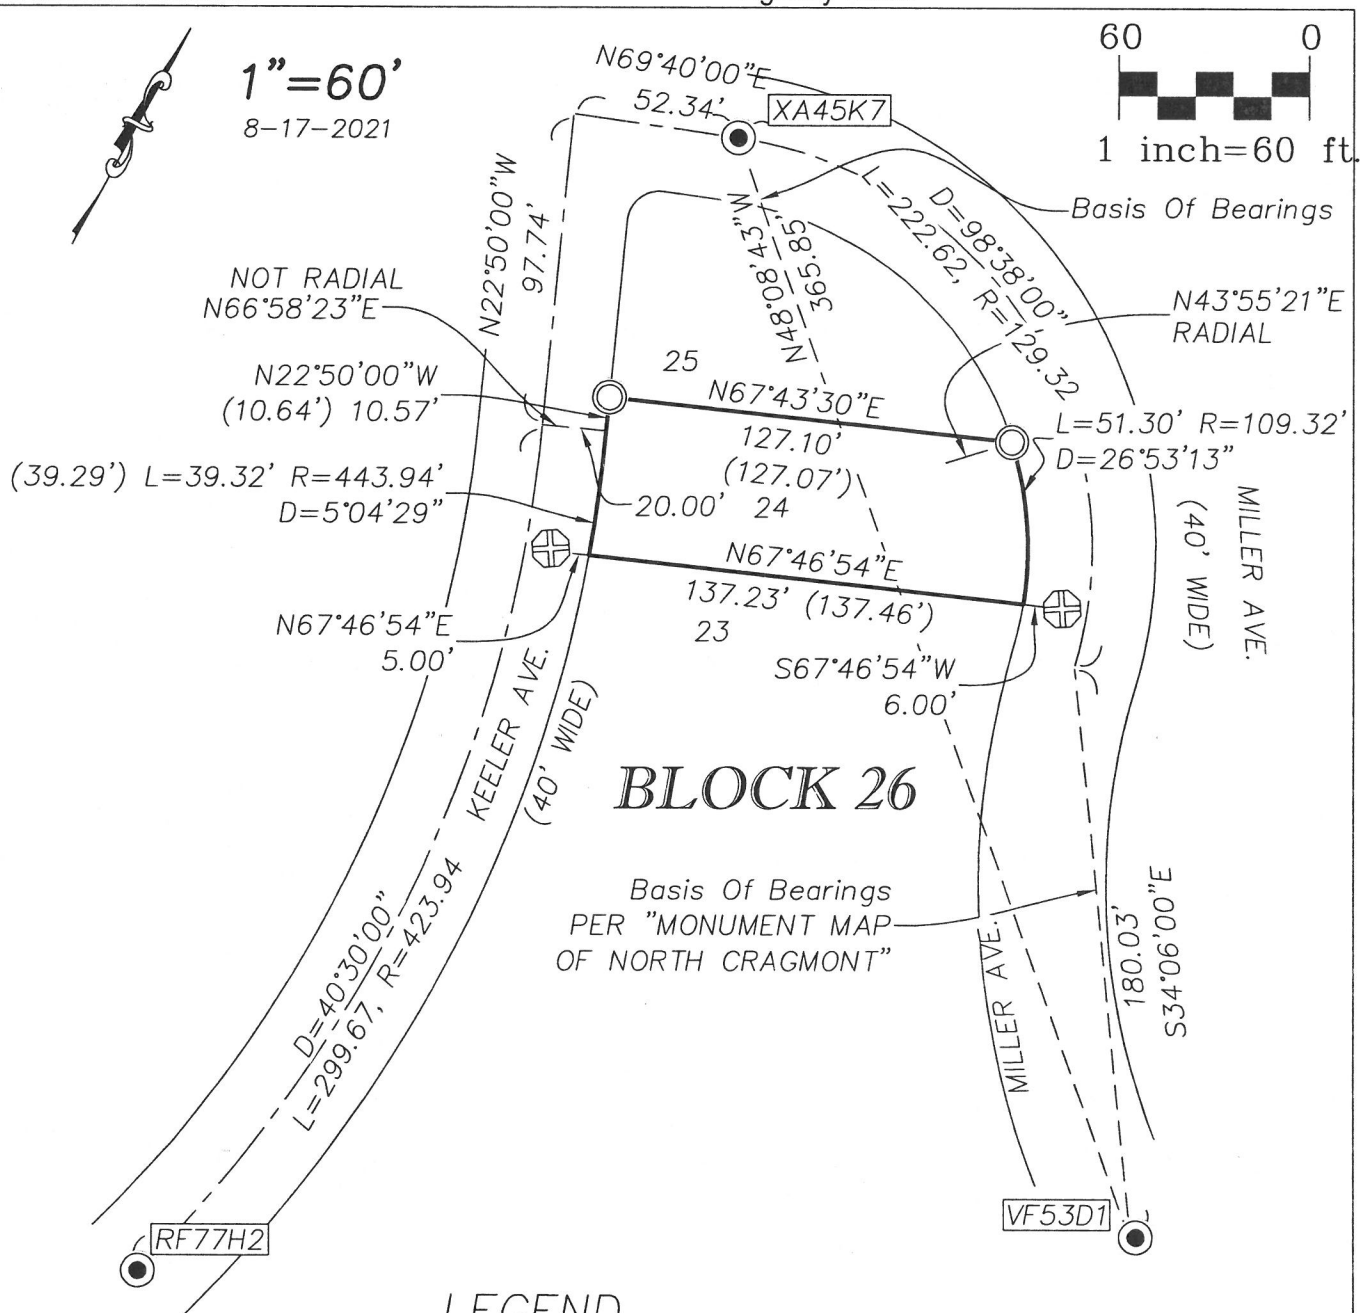 1"=60'
8-17-2021
60 0
1 inch=60 ft.
N69°40'00"E
52.34'
XA45K7
Basis Of Bearings
N22°50'00"W
97.74'
N48°08'43"W
365.85'
D=98°38'00"
L=222.62, R=129.32
NOT RADIAL
N66°58'23"E
N43°55'21"E
RADIAL
25
N22°50'00"W
(10.64') 10.57'
N67°43'30"E
127.10'
(127.07')
L=51.30' R=109.32'
D=26°53'13"
(39.29') L=39.32' R=443.94'
D=5°04'29"
20.00'
24
MILLER AVE.
(40' WIDE)
N67°46'54"E
137.23' (137.46')
23
N67°46'54"E
5.00'
S67°46'54"W
6.00'
KEELER AVE.
(40' WIDE)
BLOCK 26
Basis Of Bearings
PER "MONUMENT MAP
OF NORTH CRAGMONT"
MILLER AVE.
180.03'
S34°06'00"E
D=40°30'00"
L=299.67, R=423.94
RF77H2
VF53D1
LEGEND